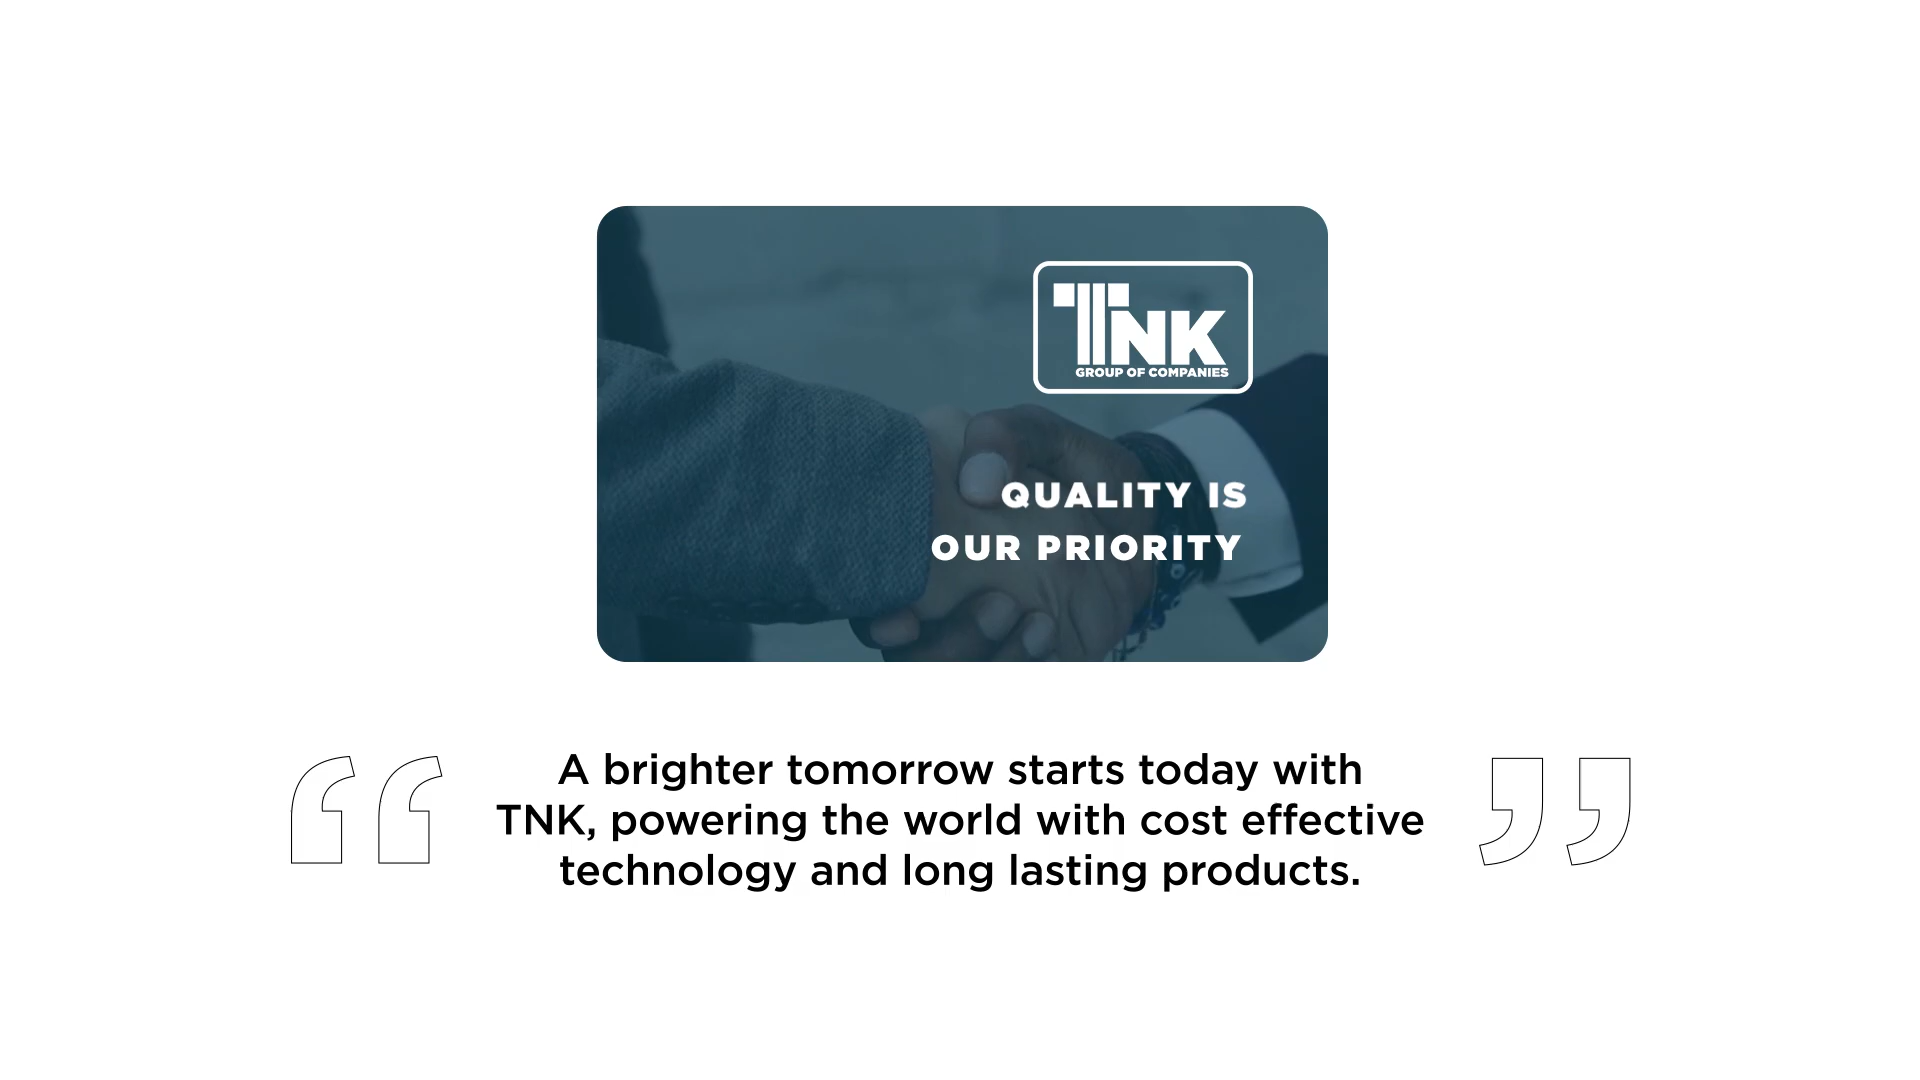 TNK
GROUP OF COMPANIES
QUALITY IS
OUR PRIORITY
“ A brighter tomorrow starts today with ”
TNK, powering the world with cost effective
technology and long lasting products.